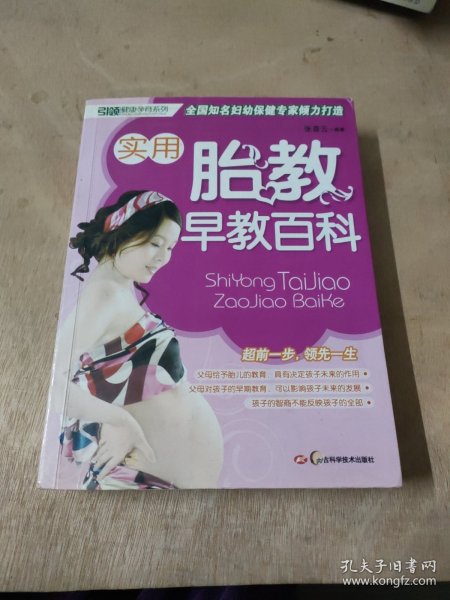 引领健康孕育系列
全国知名妇幼保健专家倾力打造
编著
实用
胎教
早教百科
ShiYong TaiJiao
ZaoJiao BaiKe
超前一步，领先一生
父母给予胎儿的教育，具有决定孩子未来的作用
父母对孩子的早期教育，可以影响孩子未来的发展
孩子的智商不能反映孩子的全部
吉林科学技术出版社
孔夫子旧书网
www.kongfz.com